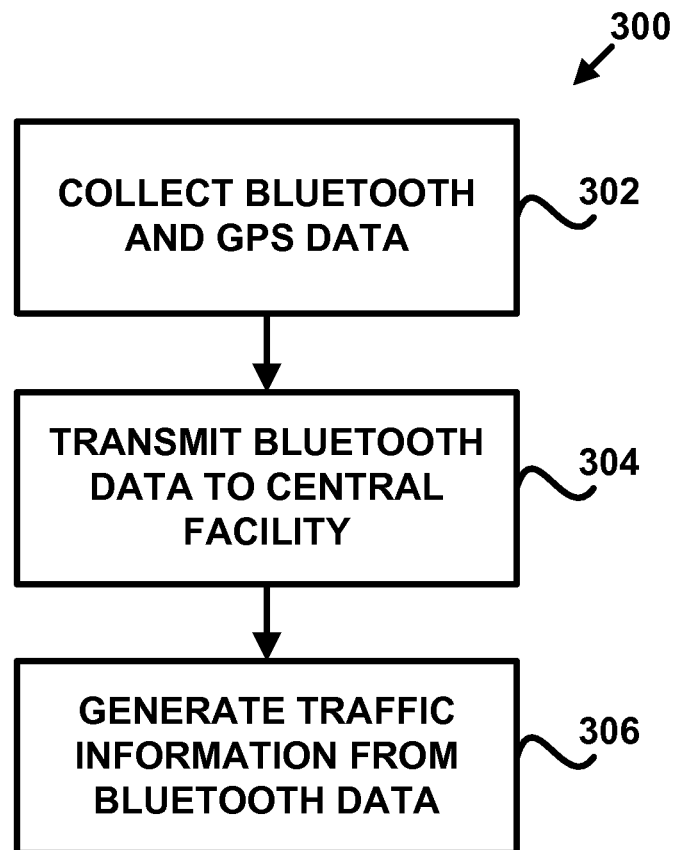 300
COLLECT BLUETOOTH
AND GPS DATA
302
TRANSMIT BLUETOOTH
DATA TO CENTRAL
FACILITY
304
GENERATE TRAFFIC
INFORMATION FROM
BLUETOOTH DATA
306